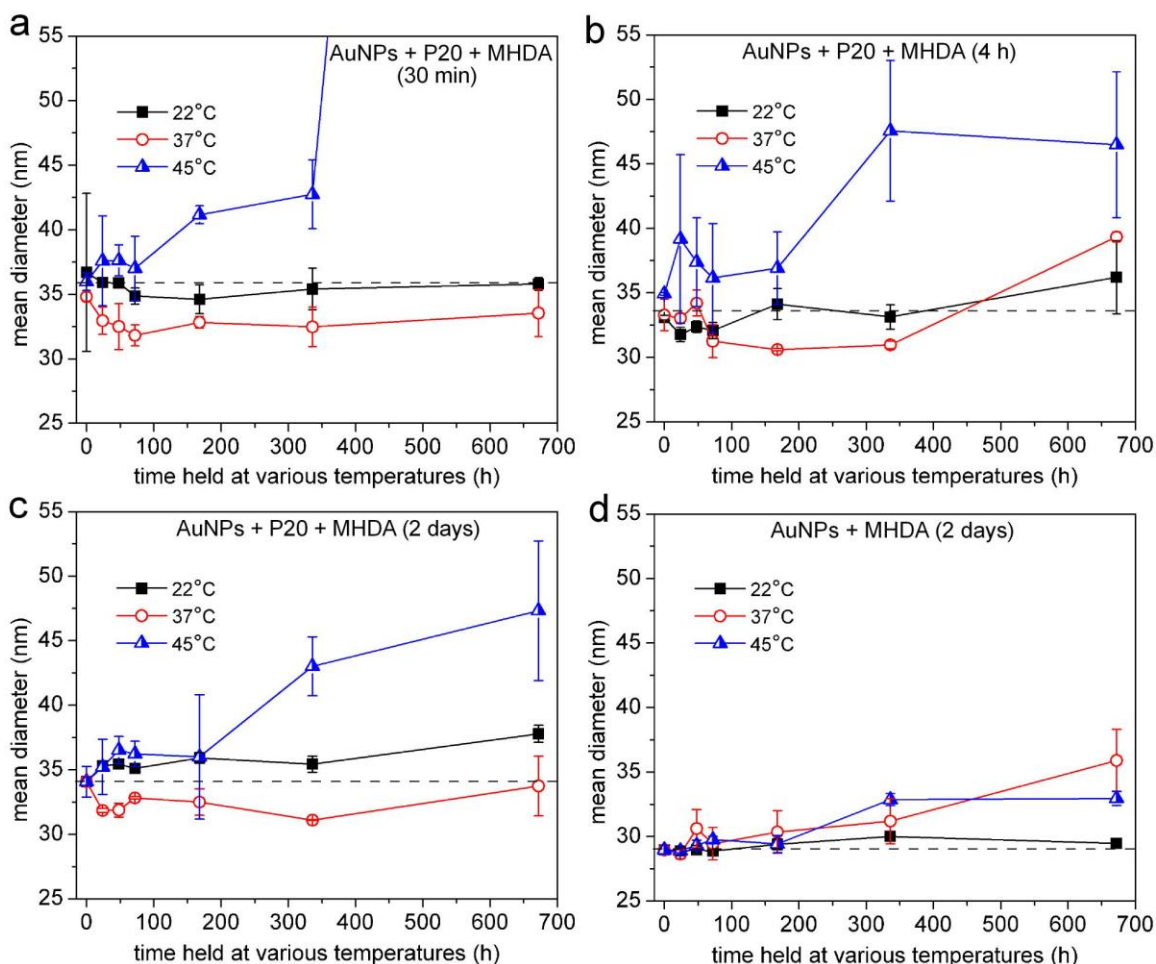 a
AuNPs + P20 + MHDA
(30 min)
22°C
37°C
45°C
mean diameter (nm)
55
50
45
40
35
30
25
0 100 200 300 400 500 600 700
time held at various temperatures (h)
b
AuNPs + P20 + MHDA (4 h)
22°C
37°C
45°C
mean diameter (nm)
55
50
45
40
35
30
25
0 100 200 300 400 500 600 700
time held at various temperatures (h)
c
AuNPs + P20 + MHDA (2 days)
22°C
37°C
45°C
mean diameter (nm)
55
50
45
40
35
30
25
0 100 200 300 400 500 600 700
time held at various temperatures (h)
d
AuNPs + MHDA (2 days)
22°C
37°C
45°C
mean diameter (nm)
55
50
45
40
35
30
25
0 100 200 300 400 500 600 700
time held at various temperatures (h)